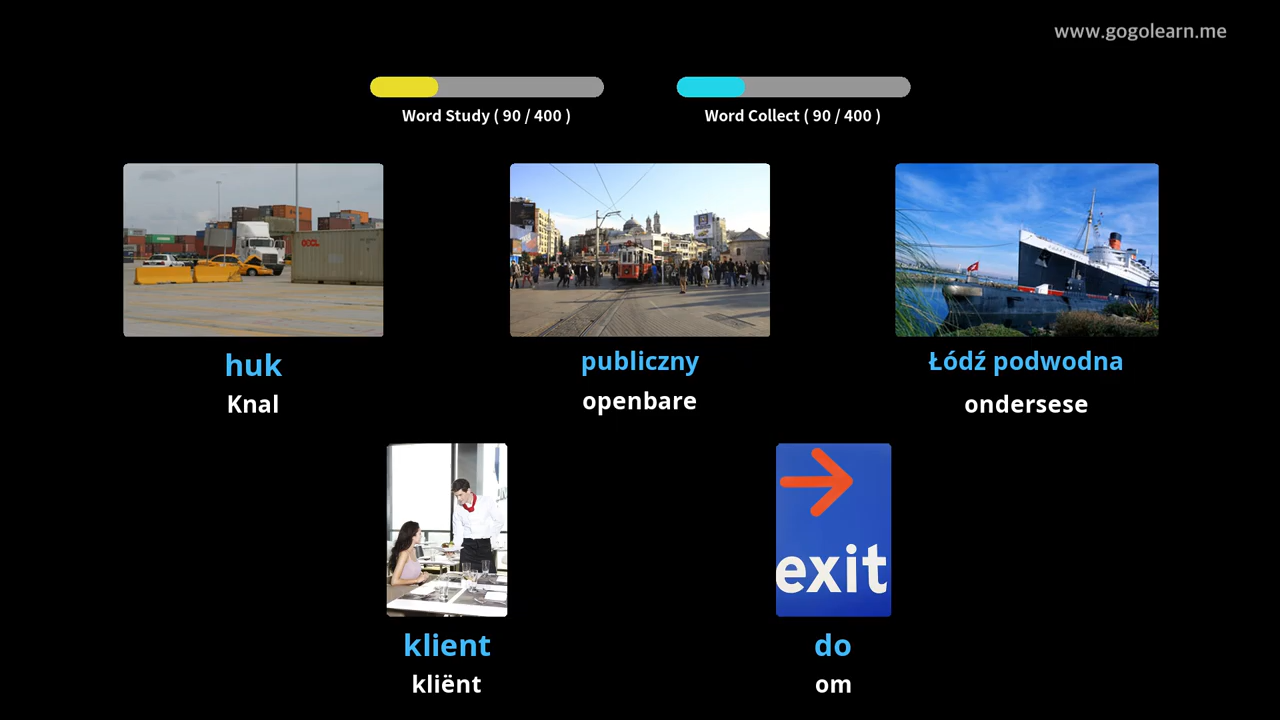 www.gogolearn.me
Word Study ( 90 / 400 )
Word Collect ( 90 / 400 )
OOCL
huk
Knal
publiczny
openbare
Łódź podwodna
ondersese
exit
klient
kliënt
do
om